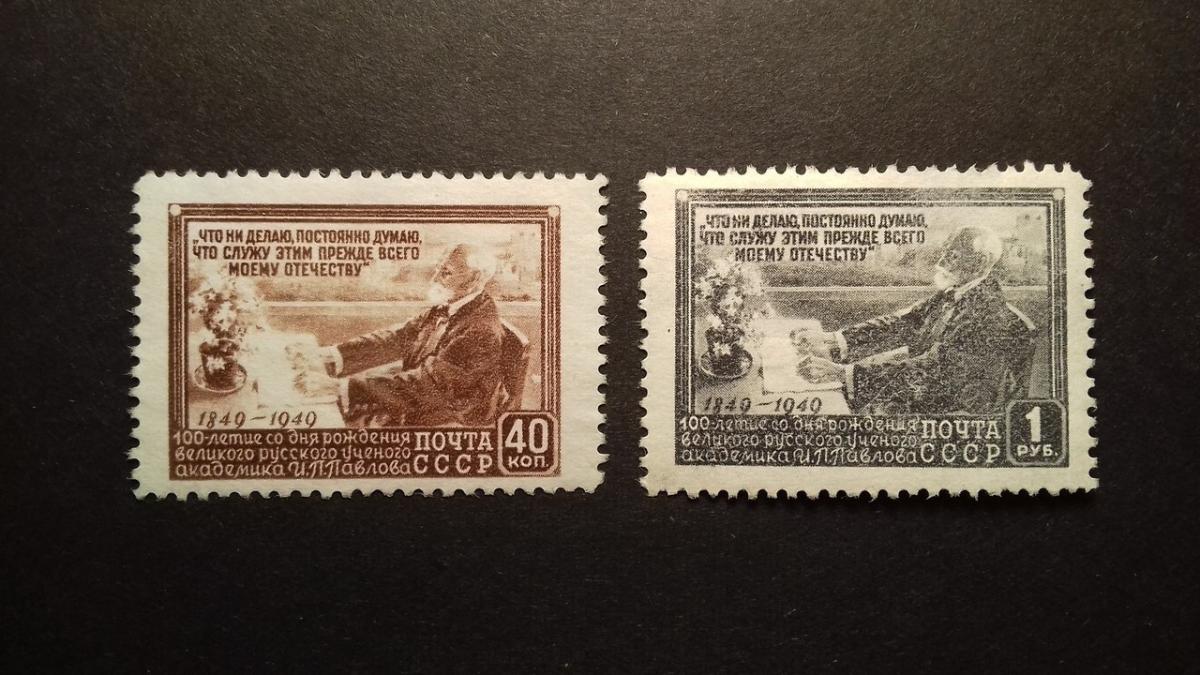 „ЧТО НИ ДЕЛАЮ, ПОСТОЯННО ДУМАЮ,
ЧТО СЛУЖУ ЭТИМ ПРЕЖДЕ ВСЕГО
МОЕМУ ОТЕЧЕСТВУ“
1849-1949
100-летие со дня рождения
великого русского ученого
академика И.П.Павлова
ПОЧТА
СССР
40
КОП.
„ЧТО НИ ДЕЛАЮ, ПОСТОЯННО ДУМАЮ,
ЧТО СЛУЖУ ЭТИМ ПРЕЖДЕ ВСЕГО
МОЕМУ ОТЕЧЕСТВУ“
1849-1949
100-летие со дня рождения
великого русского ученого
академика И.П.Павлова
ПОЧТА
СССР
1
РУБ.